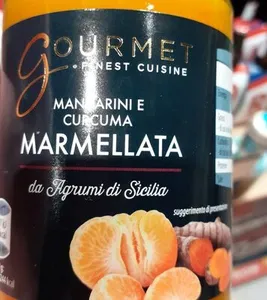 GOURMET
FINEST CUISINE
MANDARINI E
CURCUMA
MARMELLATA
da Agrumi di Sicilia
suggerimento di presentazione